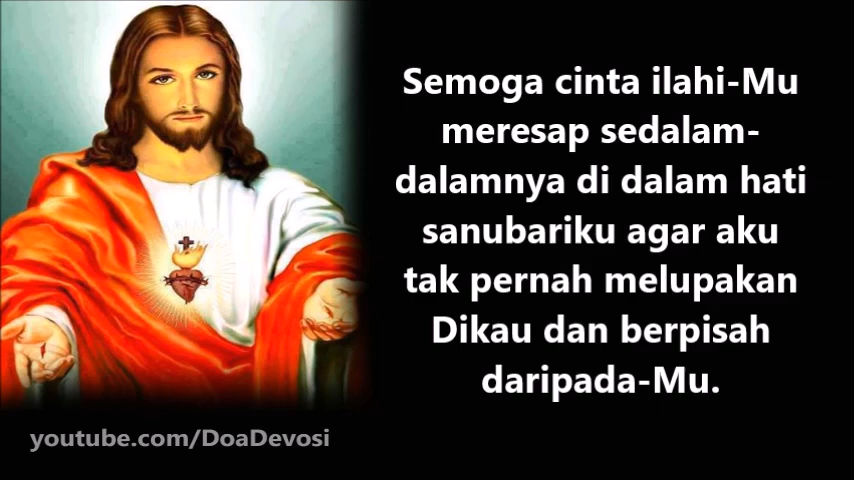 Semoga cinta ilahi-Mu
meresap sedalam-
dalamnya di dalam hati
sanubariku agar aku
tak pernah melupakan
Dikau dan berpisah
daripada-Mu.
youtube.com/DoaDevosi